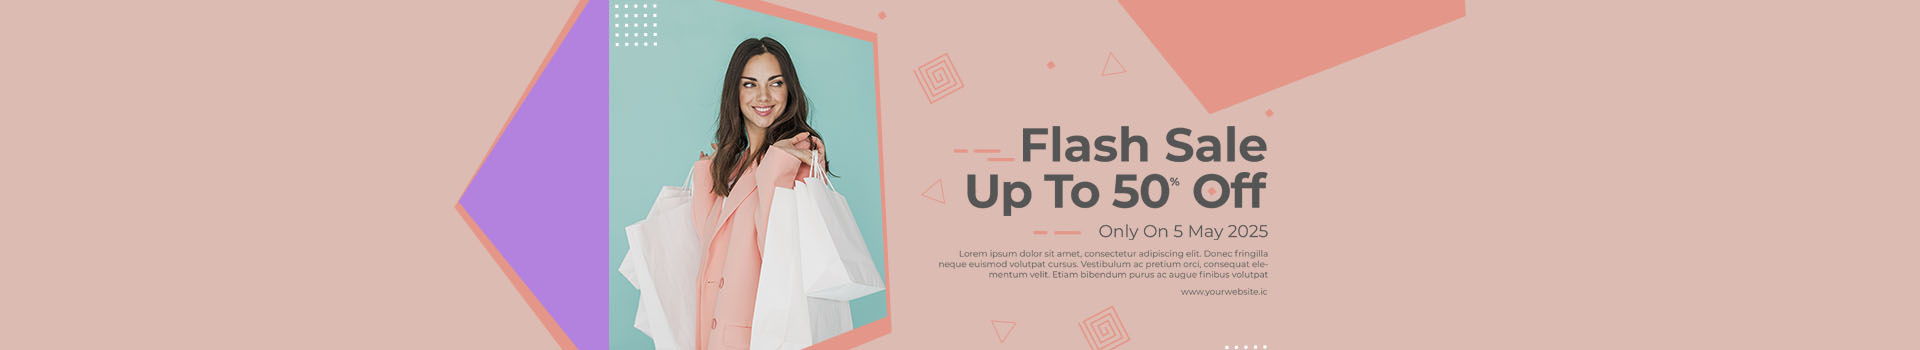 Flash Sale
Up To 50% Off
Only On 5 May 2025
Lorem ipsum dolor sit amet, consectetur adipiscing elit. Donec fringilla
neque euismod volutpat cursus. Vestibulum ac pretium orci, consequat ele-
mentum velit. Etiam bibendum purus ac augue finibus volutpat
www.yourwebsite.ic